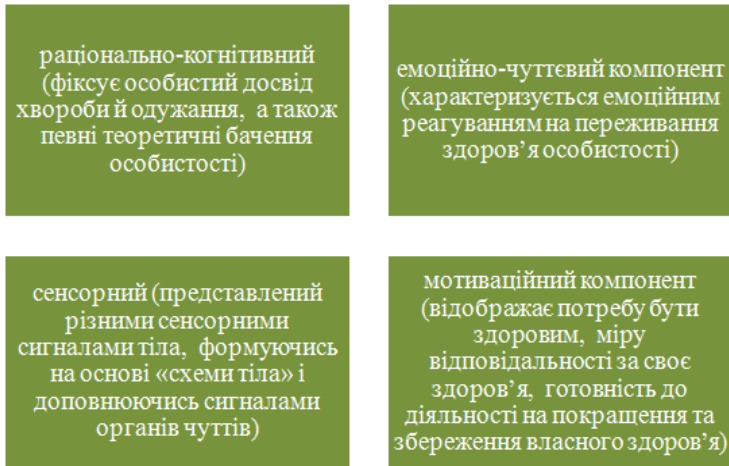 раціонально-когнітивний
(фіксує особистий досвід
хвороби й одужання, а також
певні теоретичні бачення
особистості)
емоційно-чуттєвий компонент
(характеризується емоційним
реагуванням на переживання
здоров’я особистості)
сенсорний (представлений
різними сенсорними
сигналами тіла, формуючись
на основі «схеми тіла» і
доповнюючись сигналами
органів чуттів)
мотиваційний компонент
(відображає потребу бути
здоровим, міру
відповідальності за своє
здоров’я, готовність до
діяльності на покращення та
збереження власного здоров’я)